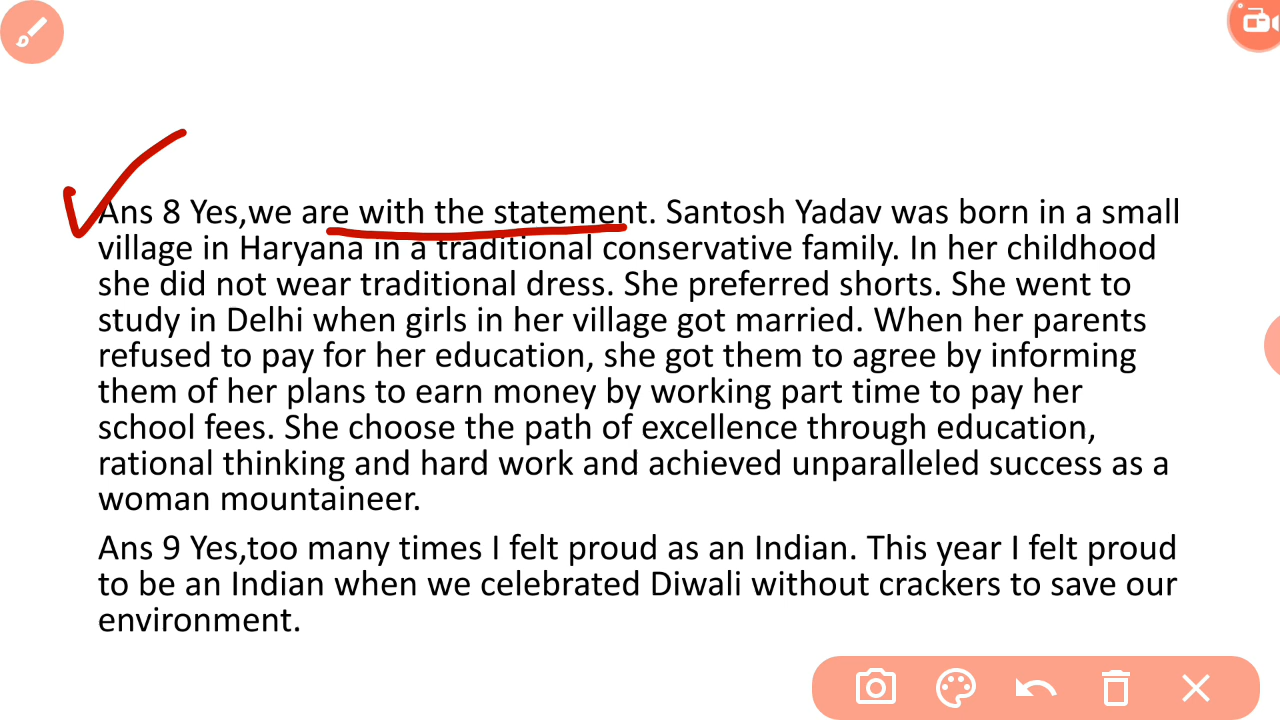 Ans 8 Yes,we are with the statement. Santosh Yadav was born in a small
village in Haryana in a traditional conservative family. In her childhood
she did not wear traditional dress. She preferred shorts. She went to
study in Delhi when girls in her village got married. When her parents
refused to pay for her education, she got them to agree by informing
them of her plans to earn money by working part time to pay her
school fees. She choose the path of excellence through education,
rational thinking and hard work and achieved unparalleled success as a
woman mountaineer.
Ans 9 Yes,too many times I felt proud as an Indian. This year I felt proud
to be an Indian when we celebrated Diwali without crackers to save our
environment.